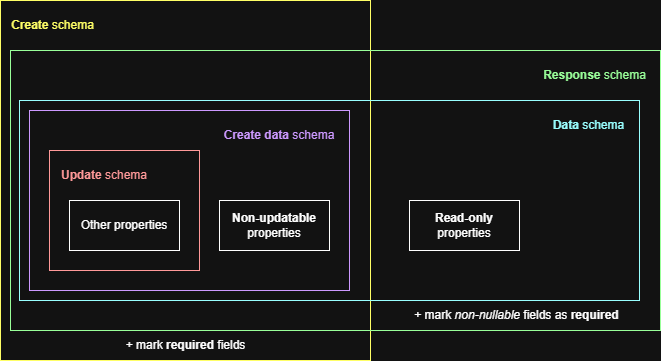 Create schema
Response schema
Data schema
Create data schema
Update schema
Other properties
Non-updatable
properties
Read-only
properties
+ mark non-nullable fields as required
+ mark required fields